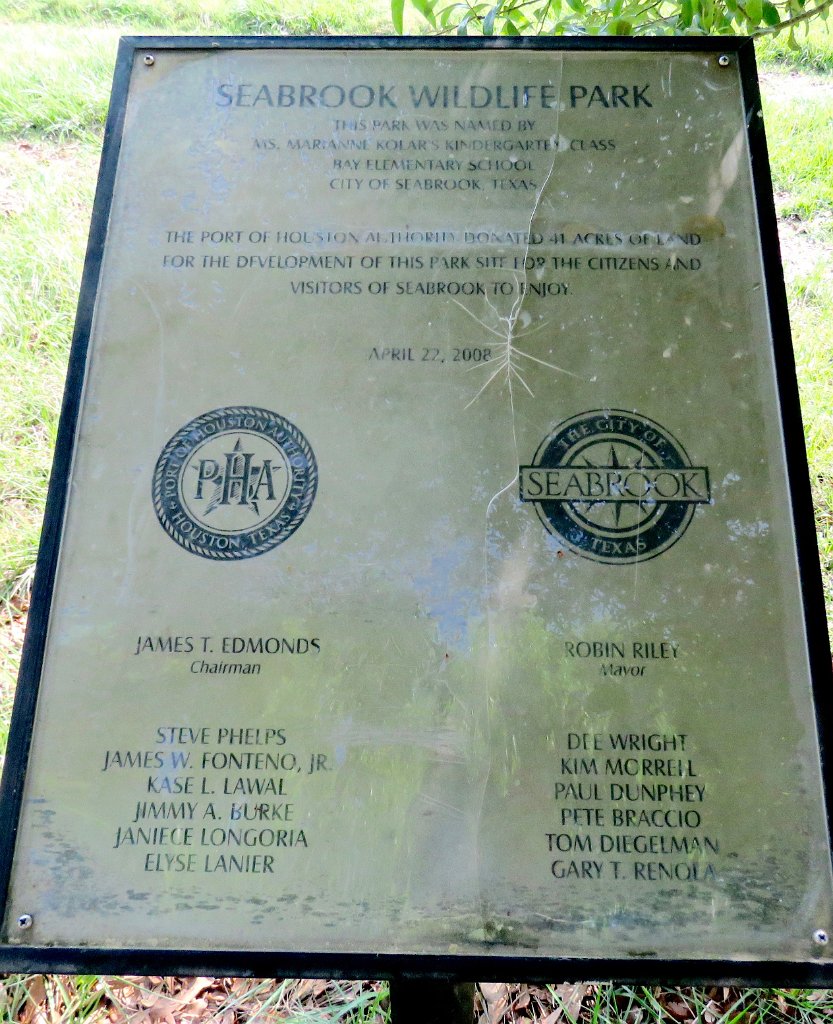 SEABROOK WILDLIFE PARK
THIS PARK WAS NAMED BY
MS. MARIANNE KOLAR'S KINDERGARTEN CLASS
BAY ELEMENTARY SCHOOL
CITY OF SEABROOK, TEXAS
THE PORT OF HOUSTON AUTHORITY DONATED 41 ACRES OF LAND
FOR THE DEVELOPMENT OF THIS PARK SITE FOR THE CITIZENS AND
VISITORS OF SEABROOK TO ENJOY.
APRIL 22, 2008
PORT OF HOUSTON AUTHORITY
PHA
HOUSTON, TEXAS
THE CITY OF
SEABROOK
TEXAS
JAMES T. EDMONDS
Chairman
STEVE PHELPS
JAMES W. FONTENO, JR.
KASE L. LAWAL
JIMMY A. BURKE
JANIECE LONGORIA
ELYSE LANIER
ROBIN RILEY
Mayor
DEE WRIGHT
KIM MORRELL
PAUL DUNPHEY
PETE BRACCIO
TOM DIEGELMAN
GARY T. RENOLA